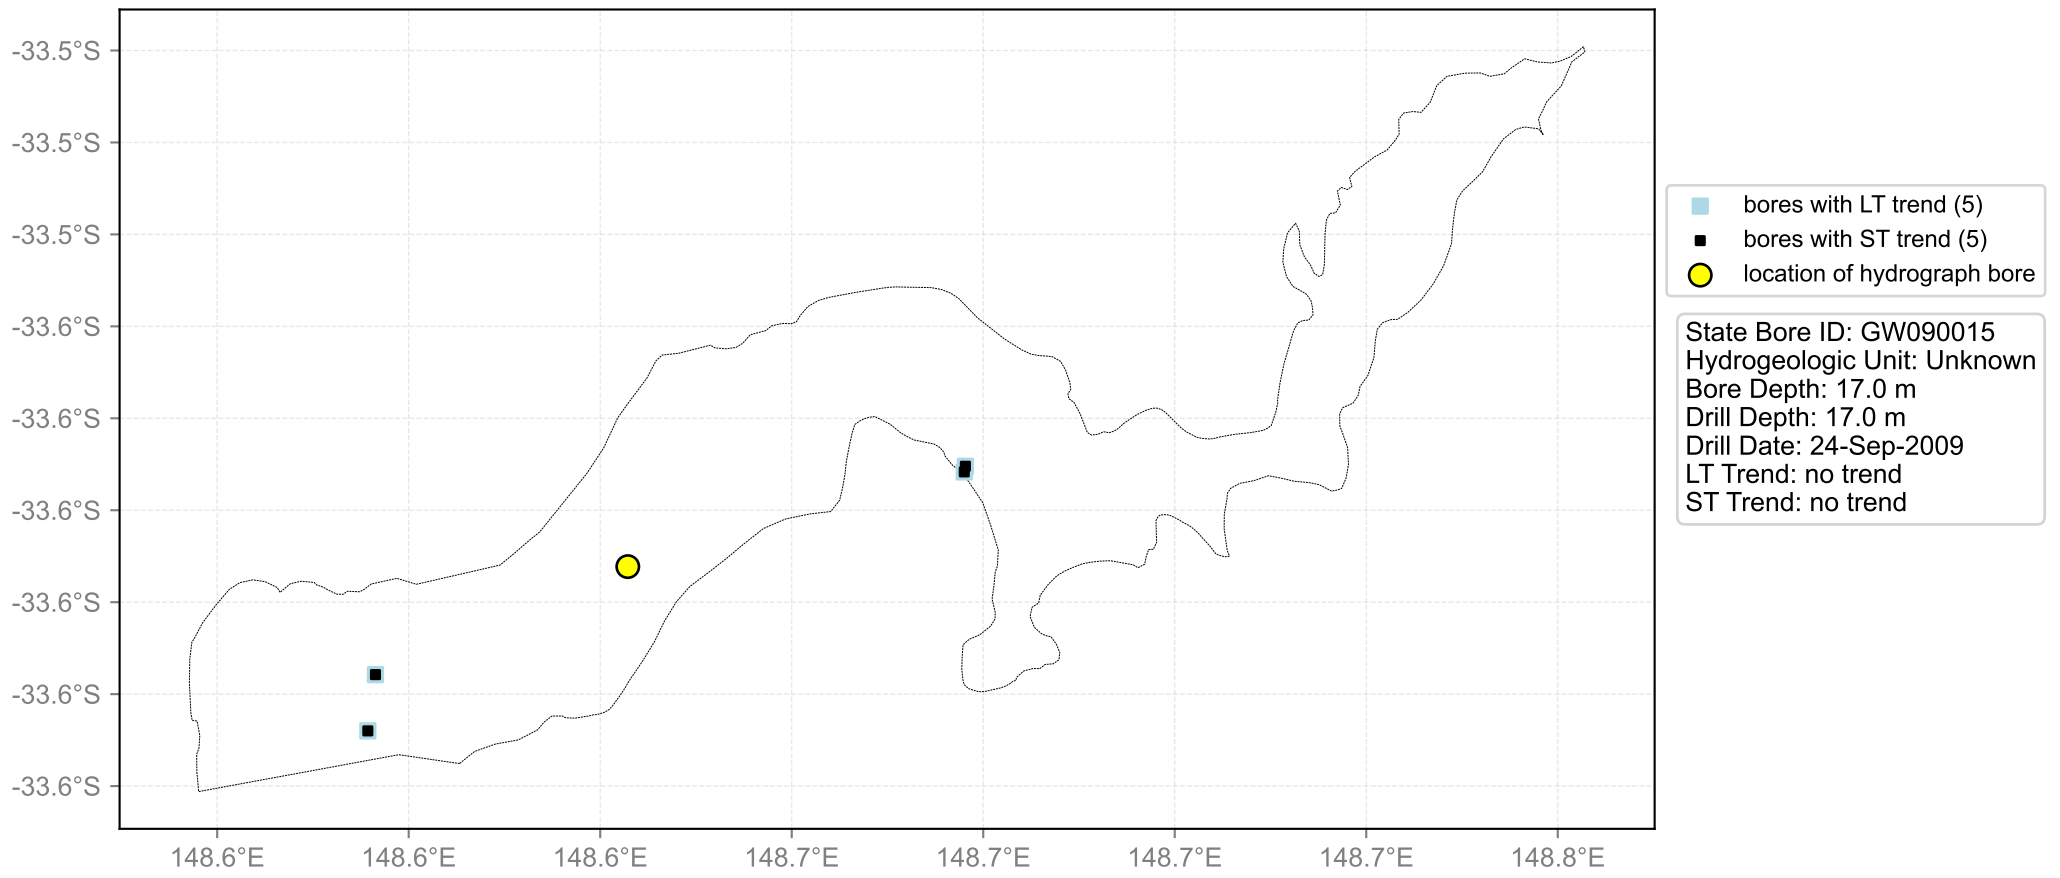 -33.5°S
-33.5°S
-33.5°S
-33.6°S
-33.6°S
-33.6°S
-33.6°S
-33.6°S
-33.6°S
148.6°E
148.6°E
148.6°E
148.7°E
148.7°E
148.7°E
148.7°E
148.8°E
bores with LT trend (5)
bores with ST trend (5)
location of hydrograph bore
State Bore ID: GW090015
Hydrogeologic Unit: Unknown
Bore Depth: 17.0 m
Drill Depth: 17.0 m
Drill Date: 24-Sep-2009
LT Trend: no trend
ST Trend: no trend